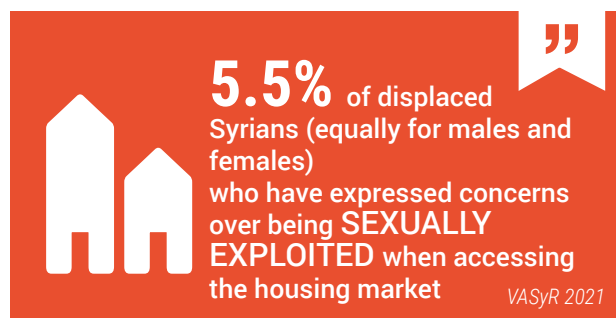 5.5% of displaced
Syrians (equally for males and
females)
who have expressed concerns
over being SEXUALLY
EXPLOITED when accessing
the housing market
VASyR 2021